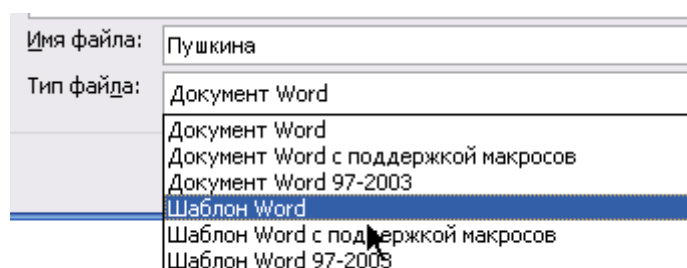 Имя файла: Пушкина
Тип файла: Документ Word
Документ Word
Документ Word с поддержкой макросов
Документ Word 97-2003
Шаблон Word
Шаблон Word с поддержкой макросов
Шаблон Word 97-2003